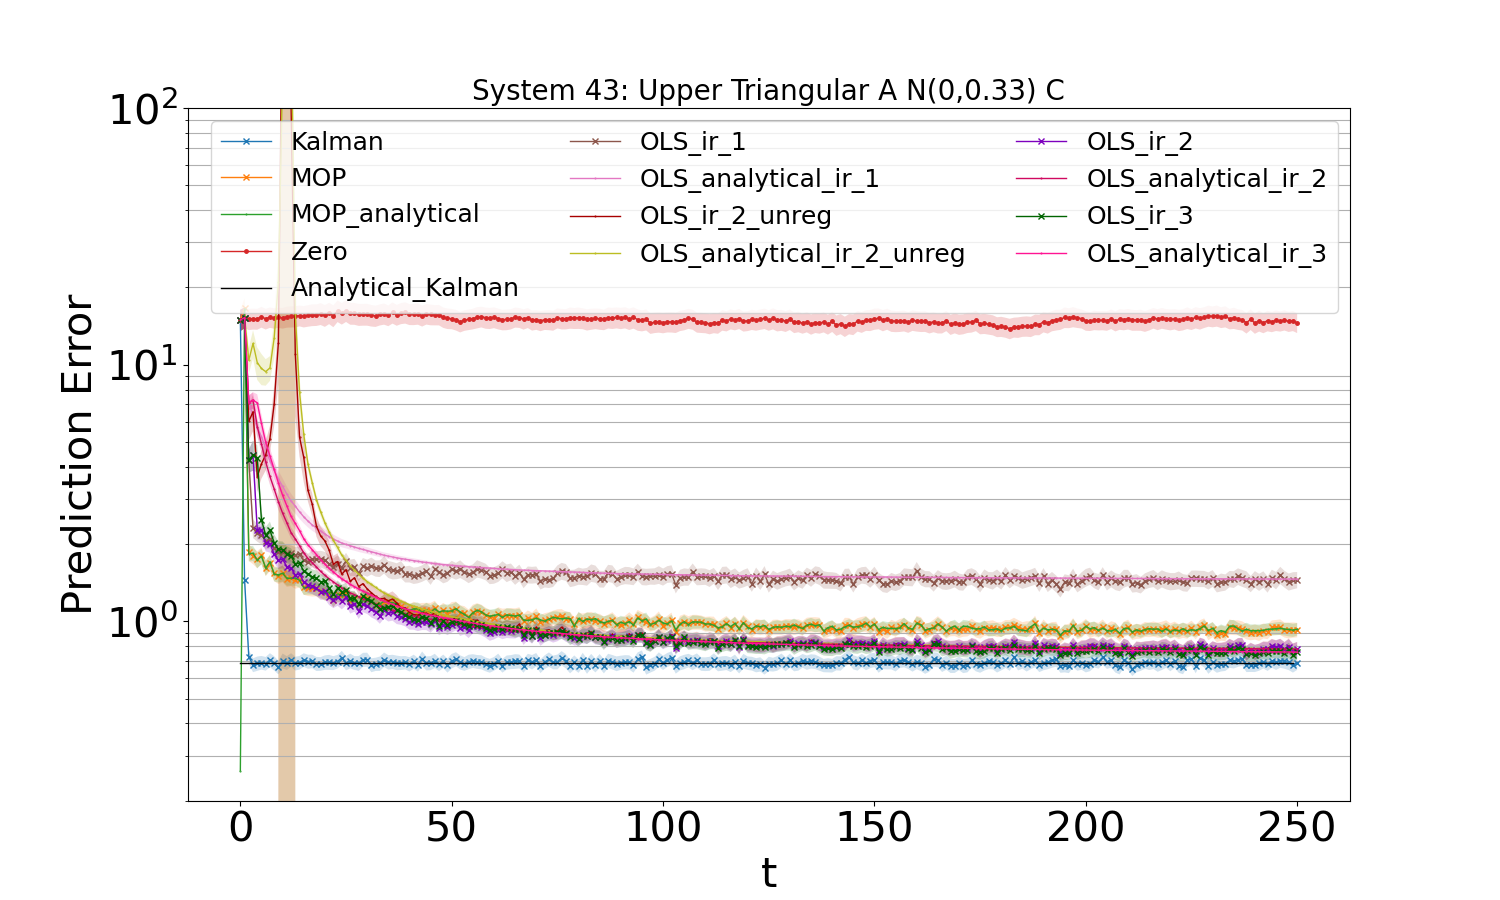 System 43: Upper Triangular A N(0,0.33) C
10²
10¹
10⁰
Prediction Error
Kalman
MOP
MOP_analytical
Zero
Analytical_Kalman
OLS_ir_1
OLS_analytical_ir_1
OLS_ir_2_unreg
OLS_analytical_ir_2_unreg
OLS_ir_2
OLS_analytical_ir_2
OLS_ir_3
OLS_analytical_ir_3
0 50 100 150 200 250
t